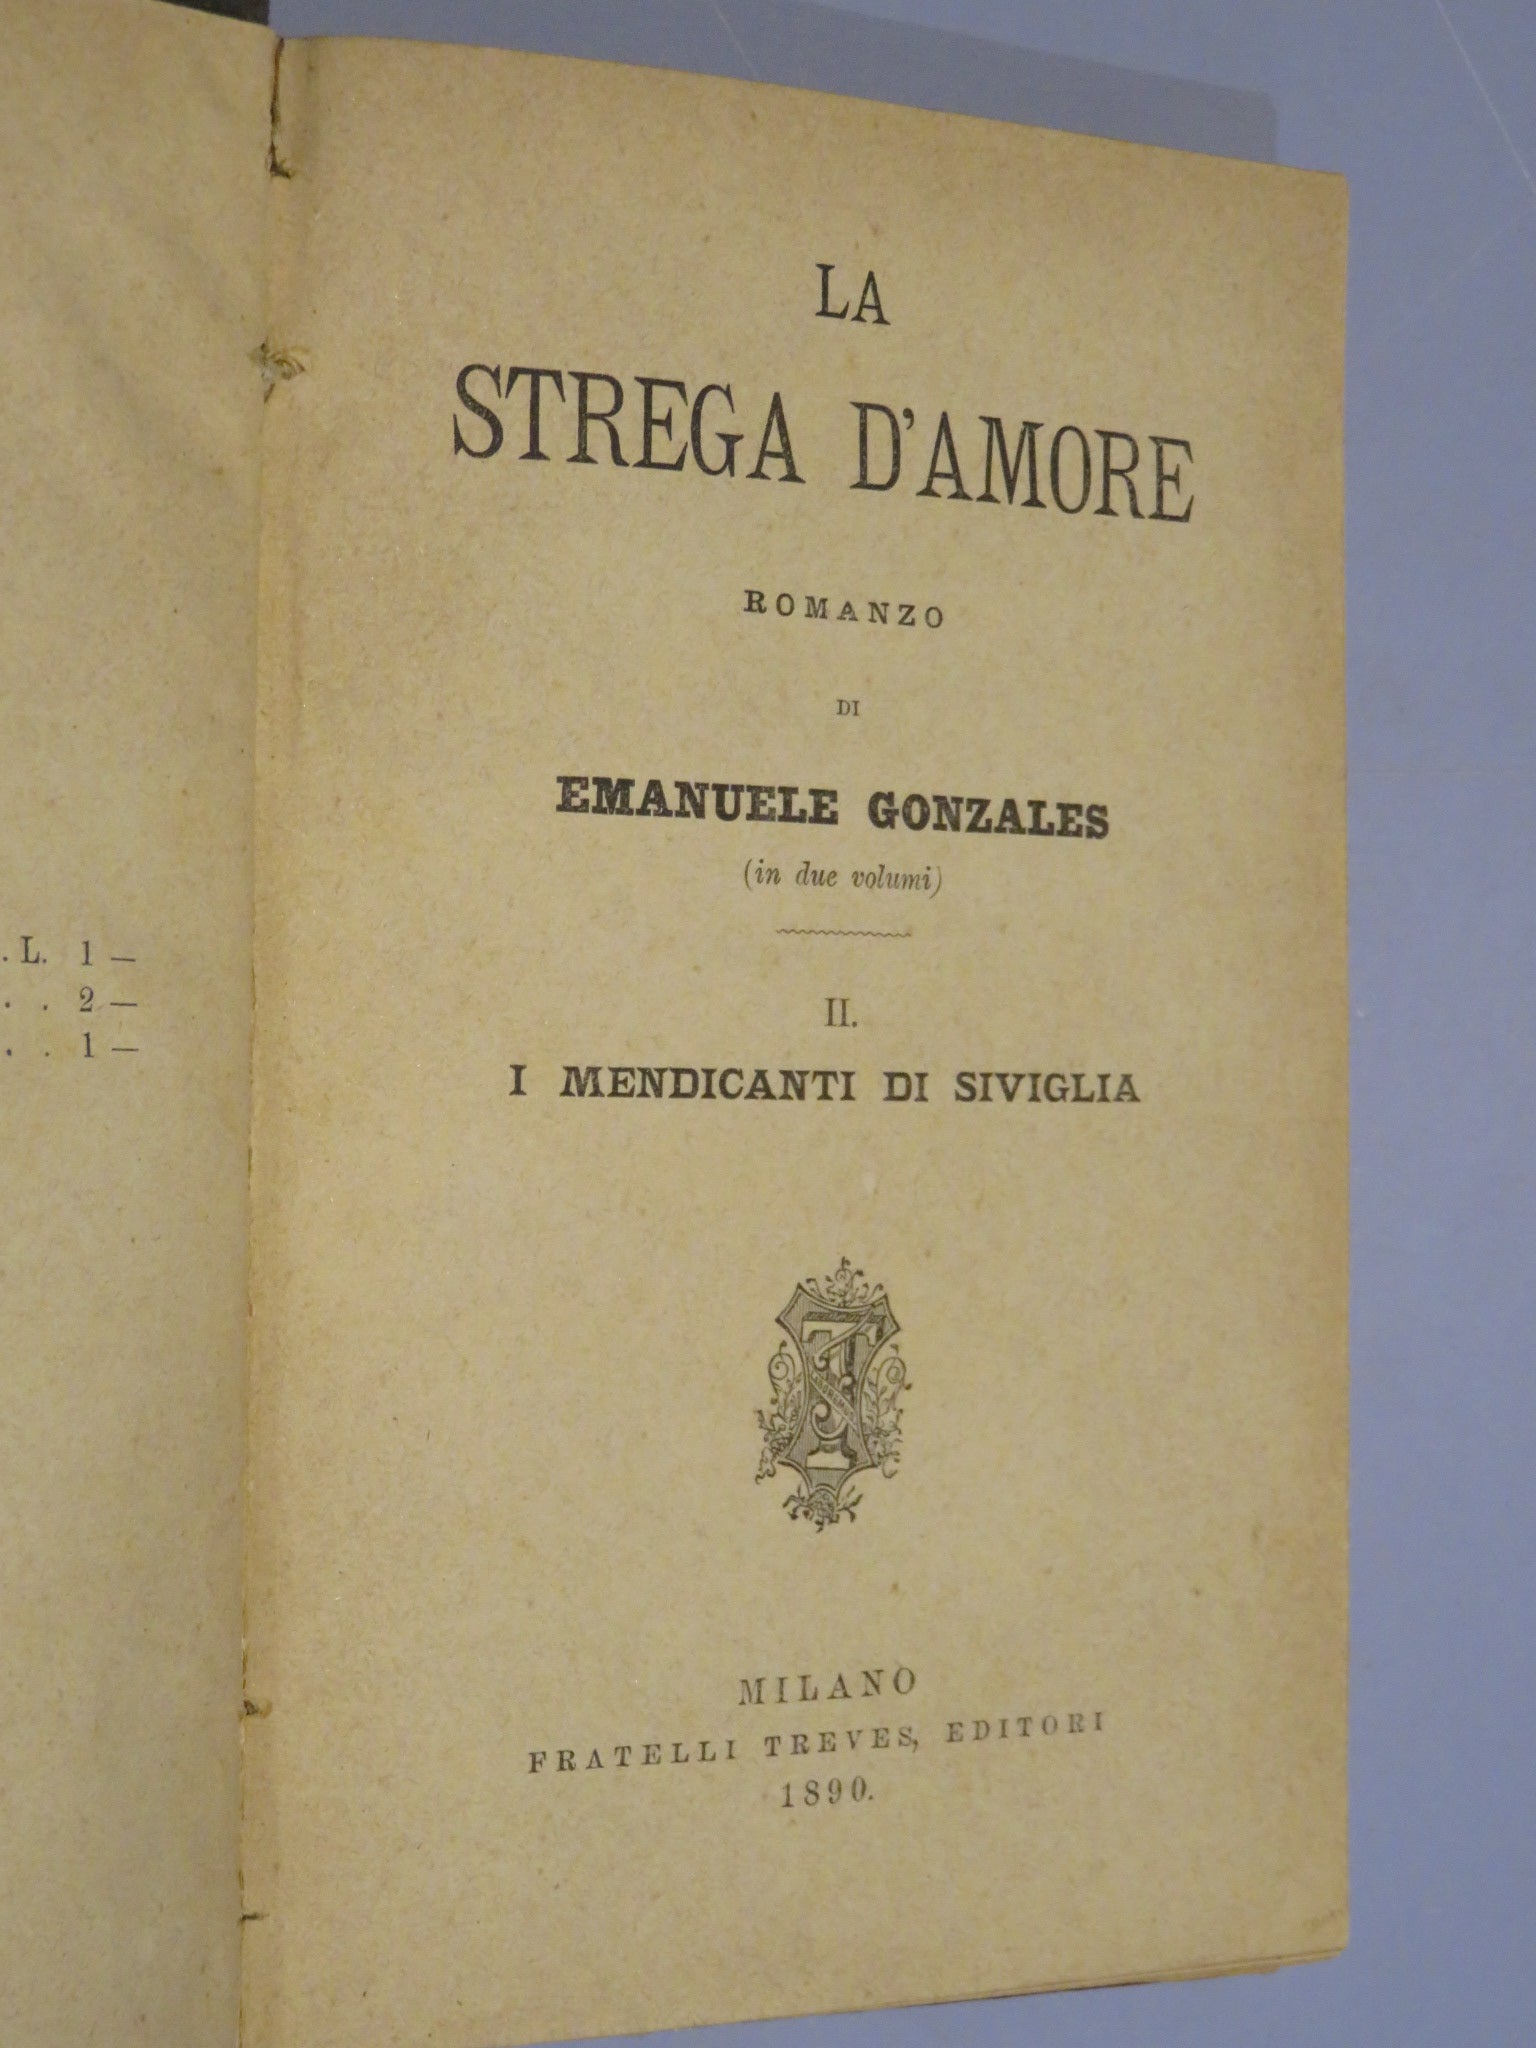 . L. 1 —
. . 2 —
. . 1 —
LA
STREGA D'AMORE
ROMANZO
DI
EMANUELE GONZALES
(in due volumi)
II.
I MENDICANTI DI SIVIGLIA
MILANO
FRATELLI TREVES, EDITORI
1890.